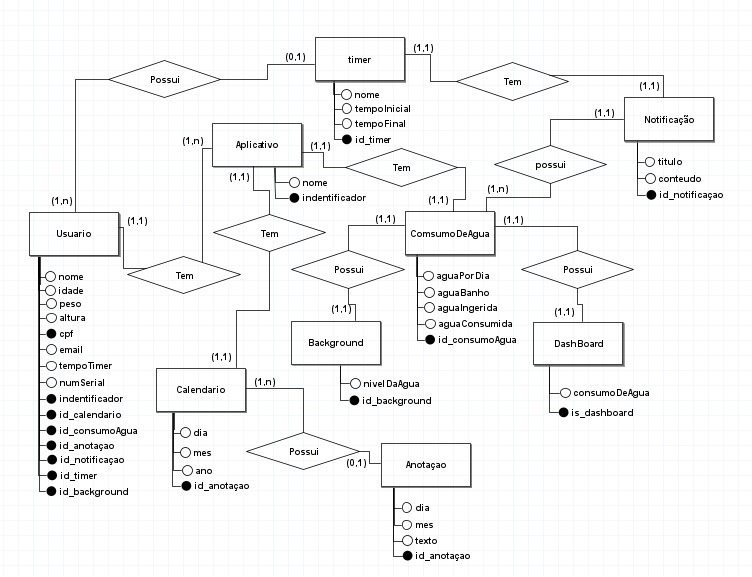 timer
(0,1)
(1,1)
Possui
Tem
nome
tempoInicial
tempoFinal
id_timer
(1,1)
Notificação
(1,1)
titulo
conteudo
id_notificaçao
possui
(1,n)
Aplicativo
(1,n)
(1,1)
(1,1)
nome
indentificador
Tem
(1,1)
(1,n)
Usuario
(1,1)
Tem
Tem
nome
idade
peso
altura
cpf
email
tempoTimer
numSerial
indentificador
id_calendario
id_consumoAgua
id_anotaçao
id_notificaçao
id_timer
id_background
ComsumoDeAgua
(1,1)
(1,1)
aguaPorDia
aguaBanho
aguaIngerida
aguaConsumida
id_consumoAgua
Possui
(1,1)
Background
nivelDaAgua
id_background
Possui
(1,1)
DashBoard
consumoDeAgua
is_dashboard
(1,1)
Calendario
(1,n)
dia
mes
ano
id_anotaçao
Possui
(0,1)
Anotaçao
dia
mes
texto
id_anotaçao